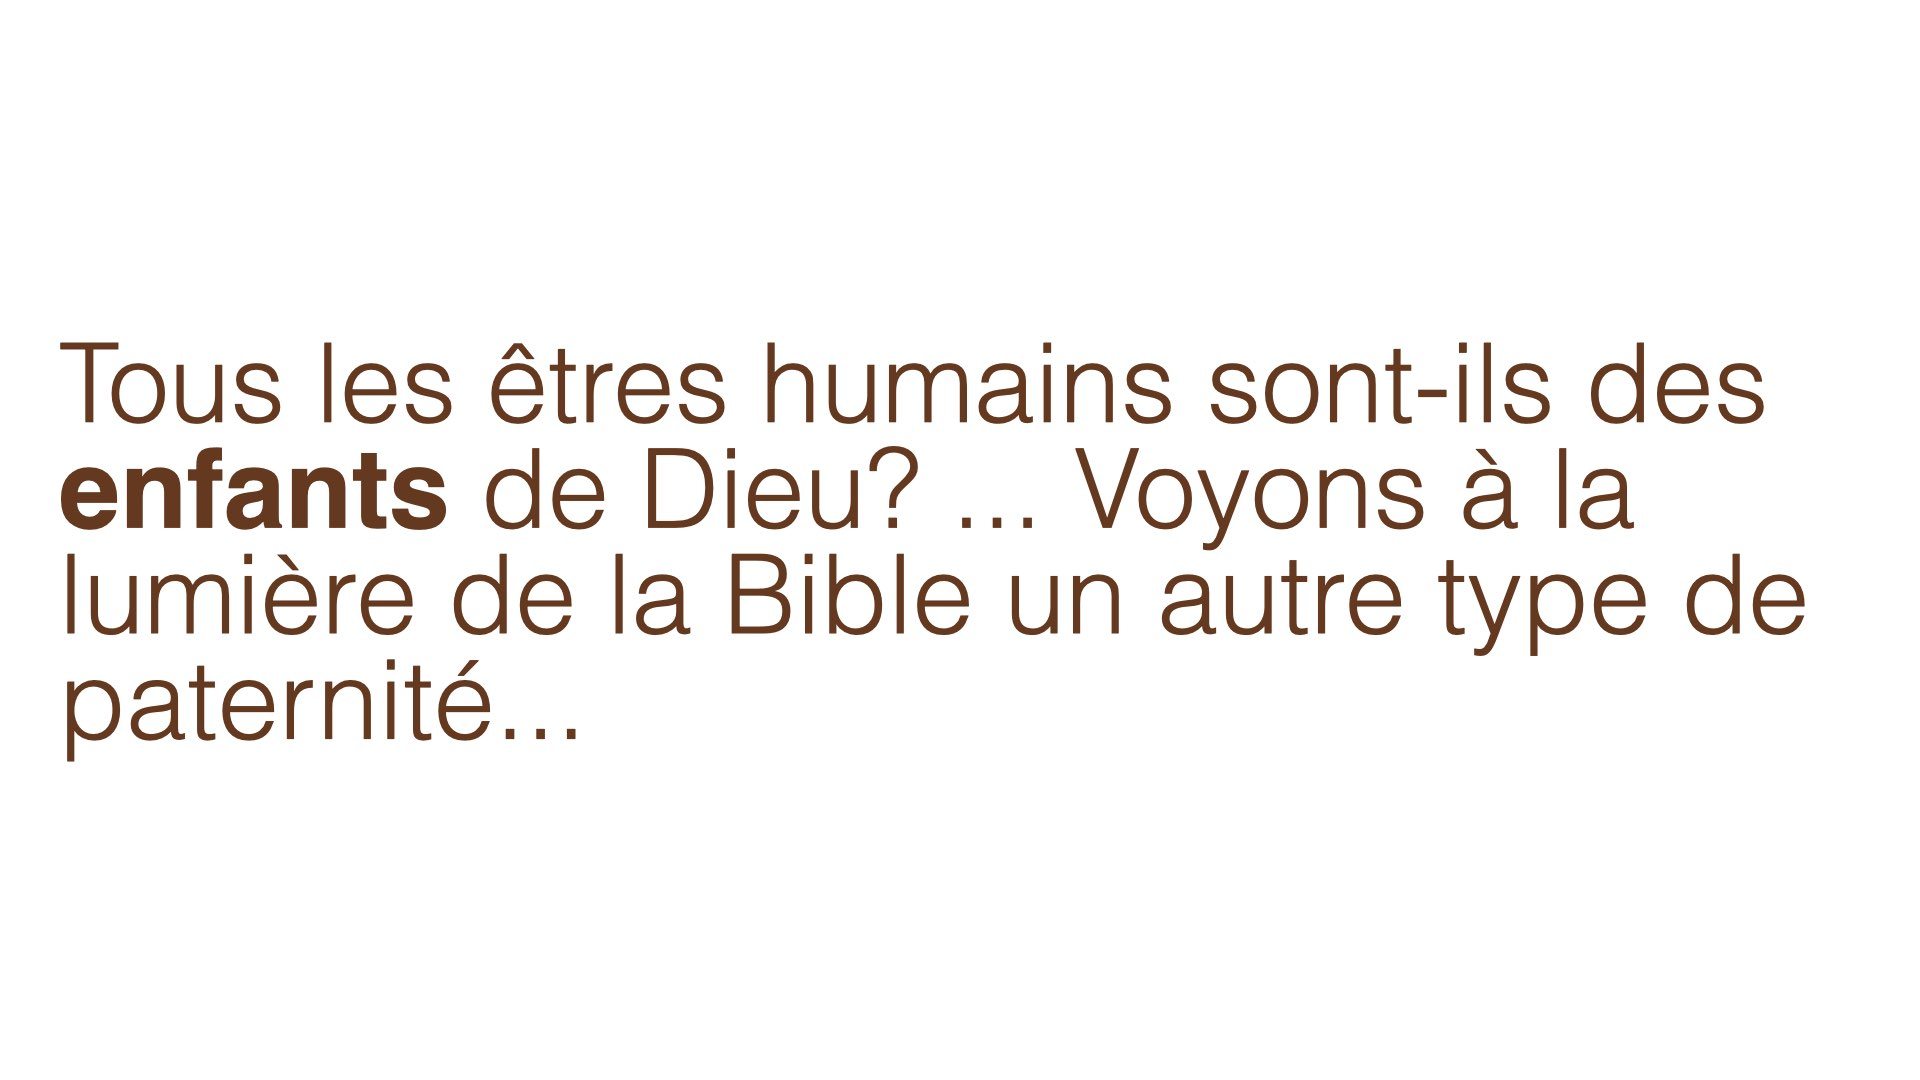 Tous les êtres humains sont-ils des
enfants de Dieu? ... Voyons à la
lumière de la Bible un autre type de
paternité...